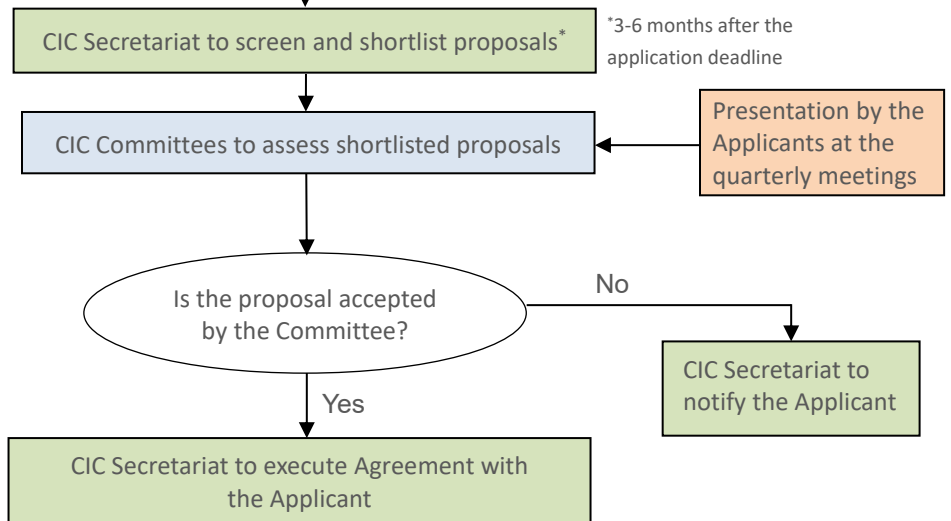 CIC Secretariat to screen and shortlist proposals*
*3-6 months after the
application deadline
CIC Committees to assess shortlisted proposals
Presentation by the
Applicants at the
quarterly meetings
Is the proposal accepted
by the Committee?
No
CIC Secretariat to
notify the Applicant
Yes
CIC Secretariat to execute Agreement with
the Applicant